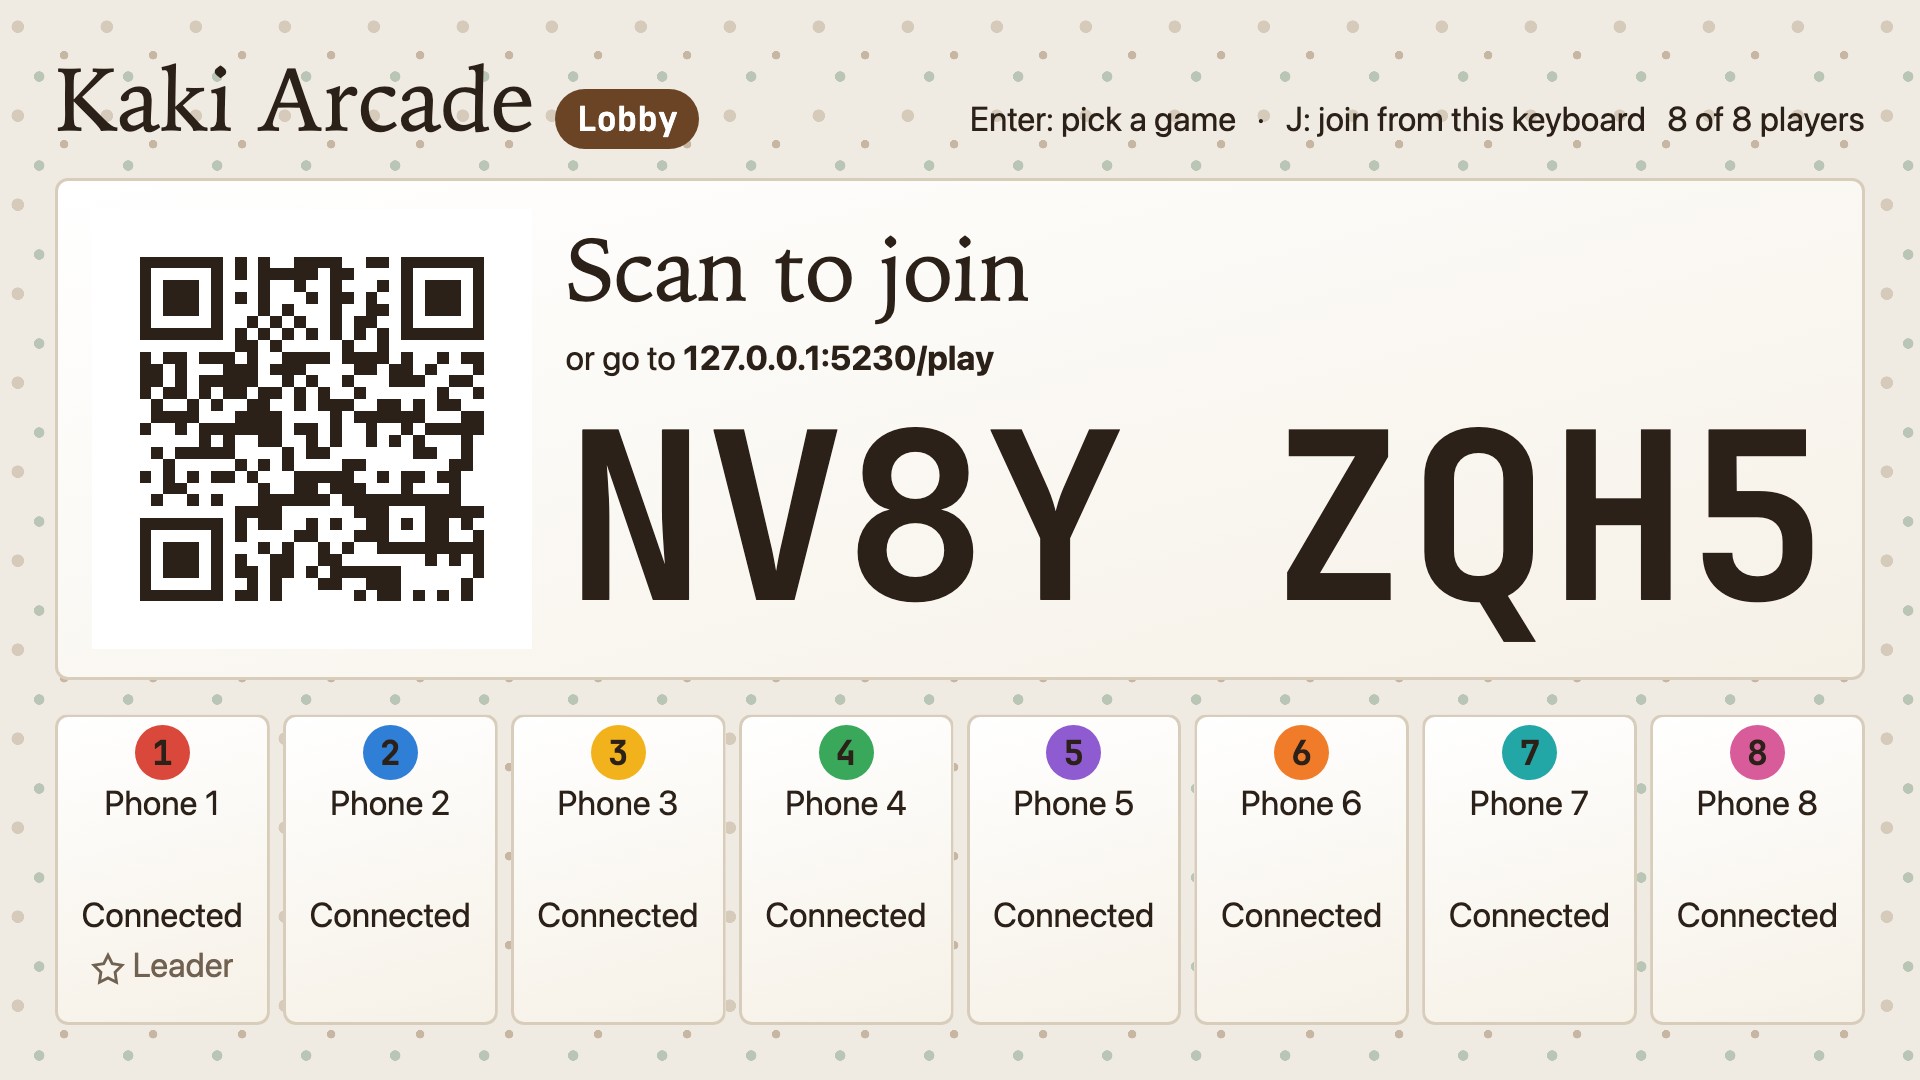 Kaki Arcade Lobby
Enter: pick a game · J: join from this keyboard 8 of 8 players
Scan to join
or go to 127.0.0.1:5230/play
NV8Y ZQH5
1
Phone 1
Connected
☆ Leader
2
Phone 2
Connected
3
Phone 3
Connected
4
Phone 4
Connected
5
Phone 5
Connected
6
Phone 6
Connected
7
Phone 7
Connected
8
Phone 8
Connected